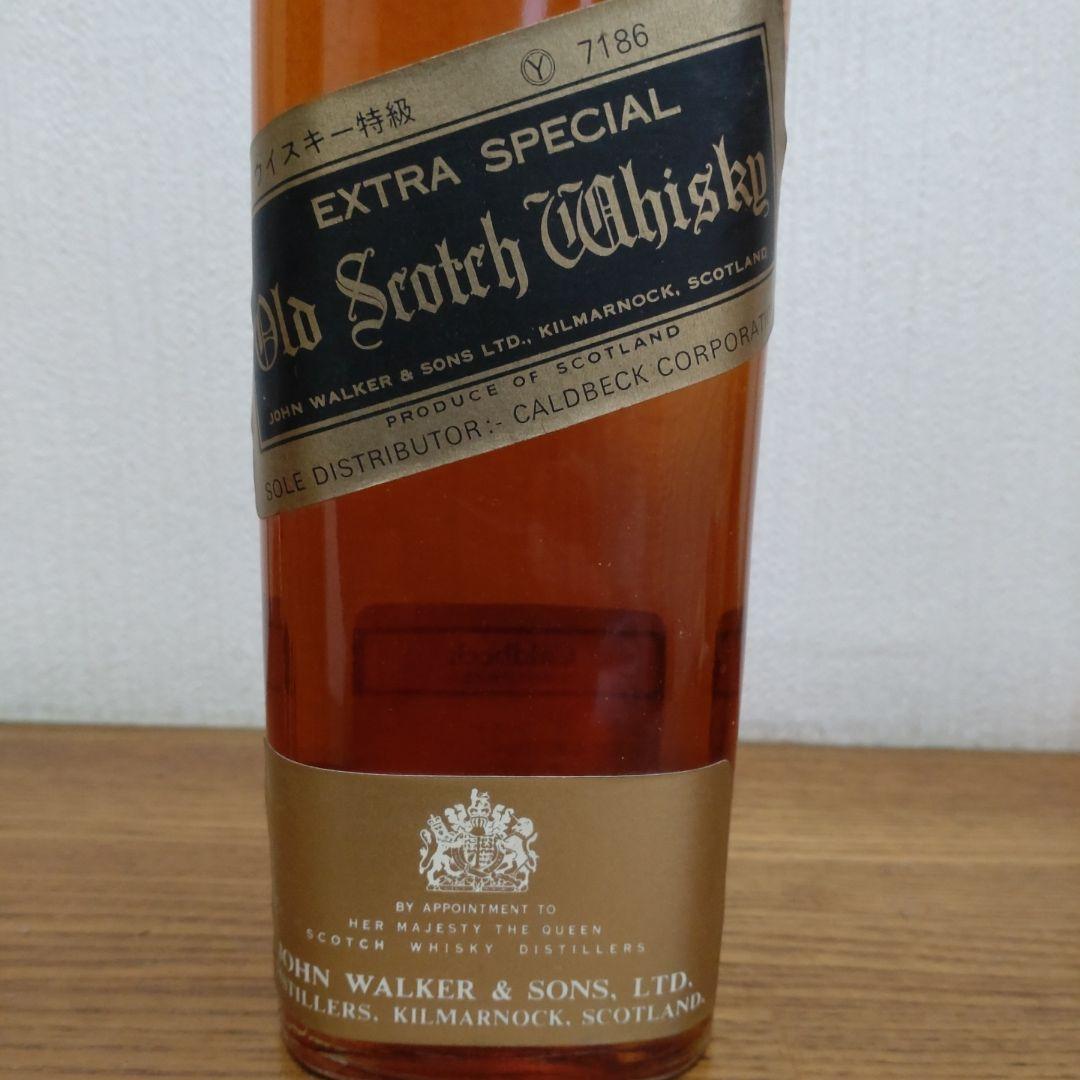 ウイスキー特級 Ⓨ 7186
EXTRA SPECIAL
Old Scotch Whisky
JOHN WALKER & SONS LTD., KILMARNOCK, SCOTLAND
PRODUCE OF SCOTLAND
SOLE DISTRIBUTOR:- CALDBECK CORPORAT
BY APPOINTMENT TO
HER MAJESTY THE QUEEN
SCOTCH WHISKY DISTILLERS
JOHN WALKER & SONS, LTD.
STILLERS, KILMARNOCK, SCOTLAND.